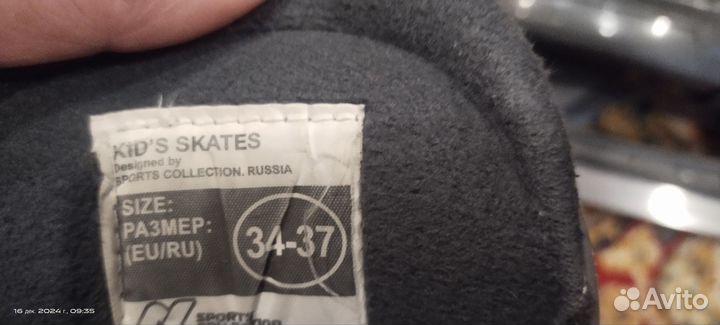 KID'S SKATES
Designed by
SPORTS COLLECTION. RUSSIA
SIZE:
РАЗМЕР:
(EU/RU)
34-37
SPORTS
16 дек. 2024 г., 09:35
Avito